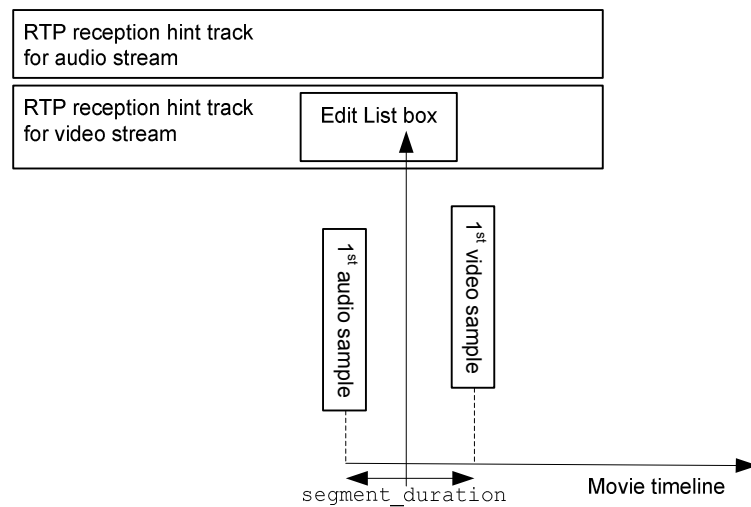 RTP reception hint track
for audio stream
RTP reception hint track
for video stream
Edit List box
1st audio sample
1st video sample
Movie timeline
segment_duration